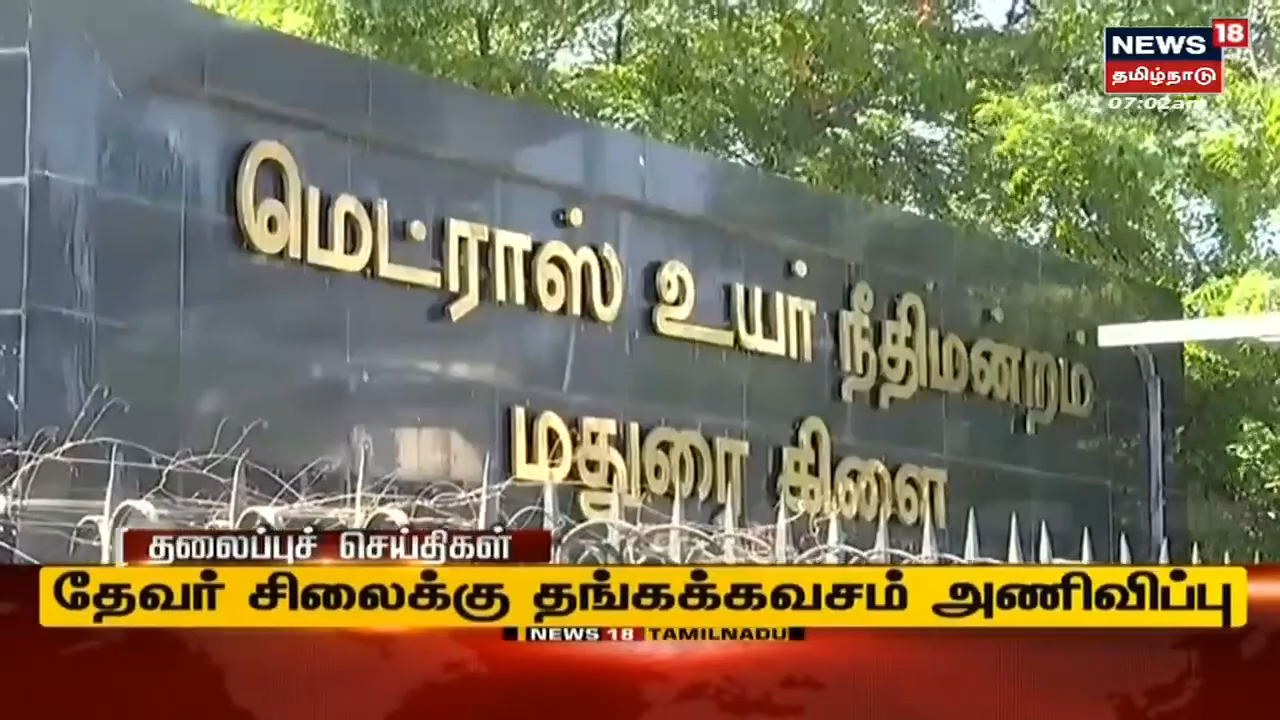 NEWS 18
தமிழ்நாடு
07:02am
மெட்ராஸ் உயர் நீதிமன்றம்
மதுரை கிளை
தலைப்புச் செய்திகள்
தேவர் சிலைக்கு தங்கக்கவசம் அணிவிப்பு
NEWS 18 TAMILNADU